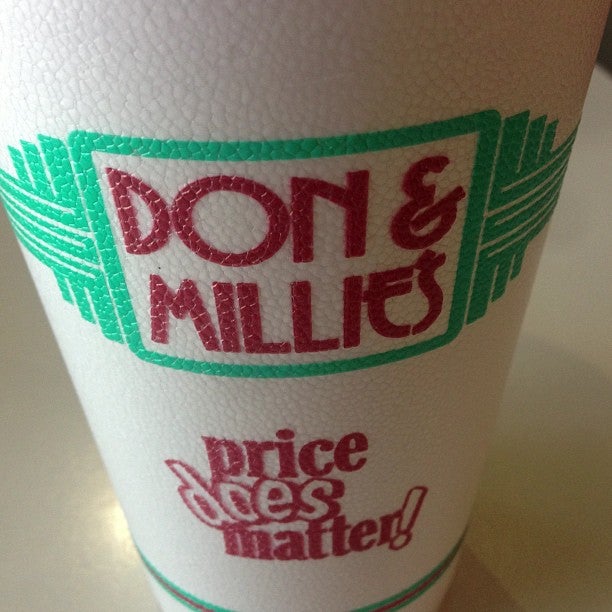 DON &
MILLIE'S
price
does
matter!